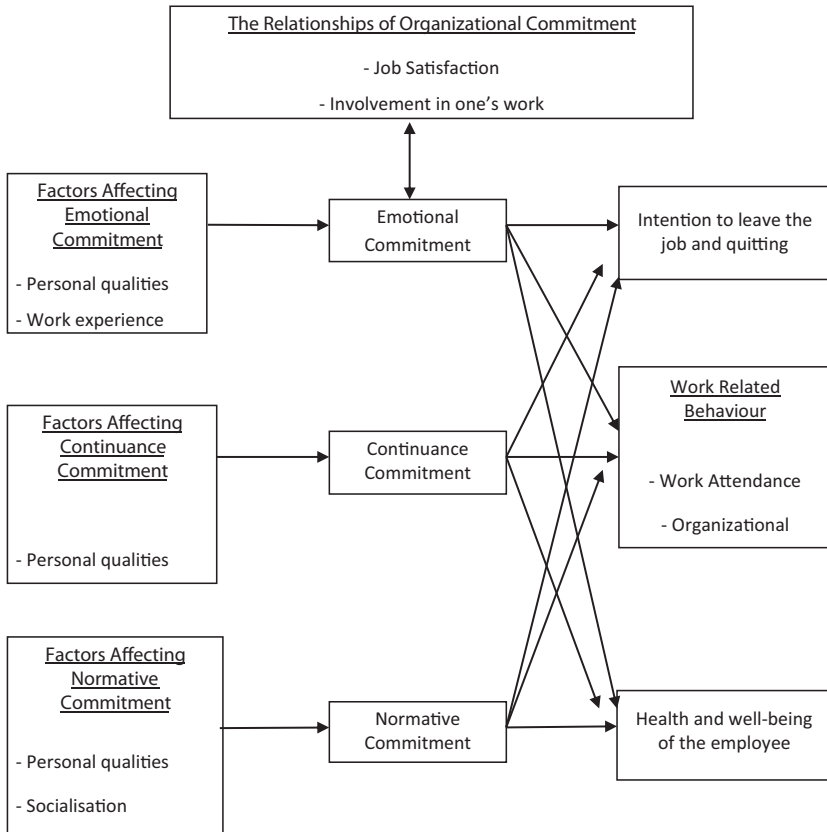 The Relationships of Organizational Commitment
- Job Satisfaction
- Involvement in one's work
Factors Affecting
Emotional
Commitment
- Personal qualities
- Work experience
Emotional
Commitment
Intention to leave the
job and quitting
Factors Affecting
Continuance
Commitment
- Personal qualities
Continuance
Commitment
Work Related
Behaviour
- Work Attendance
- Organizational
Factors Affecting
Normative
Commitment
- Personal qualities
- Socialisation
Normative
Commitment
Health and well-being
of the employee